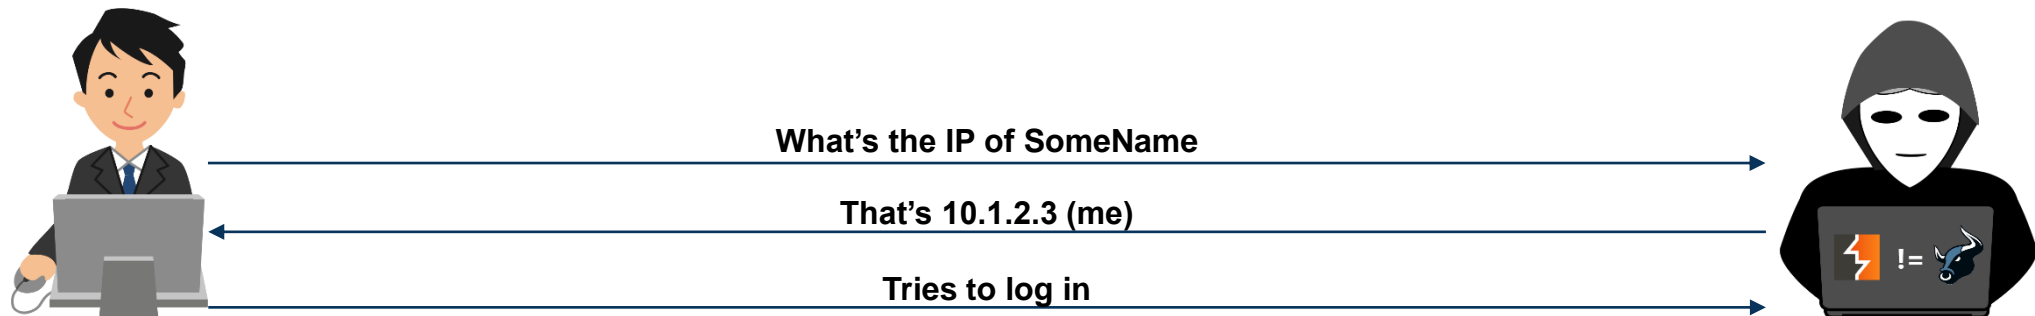 What’s the IP of SomeName
That’s 10.1.2.3 (me)
Tries to log in
!=